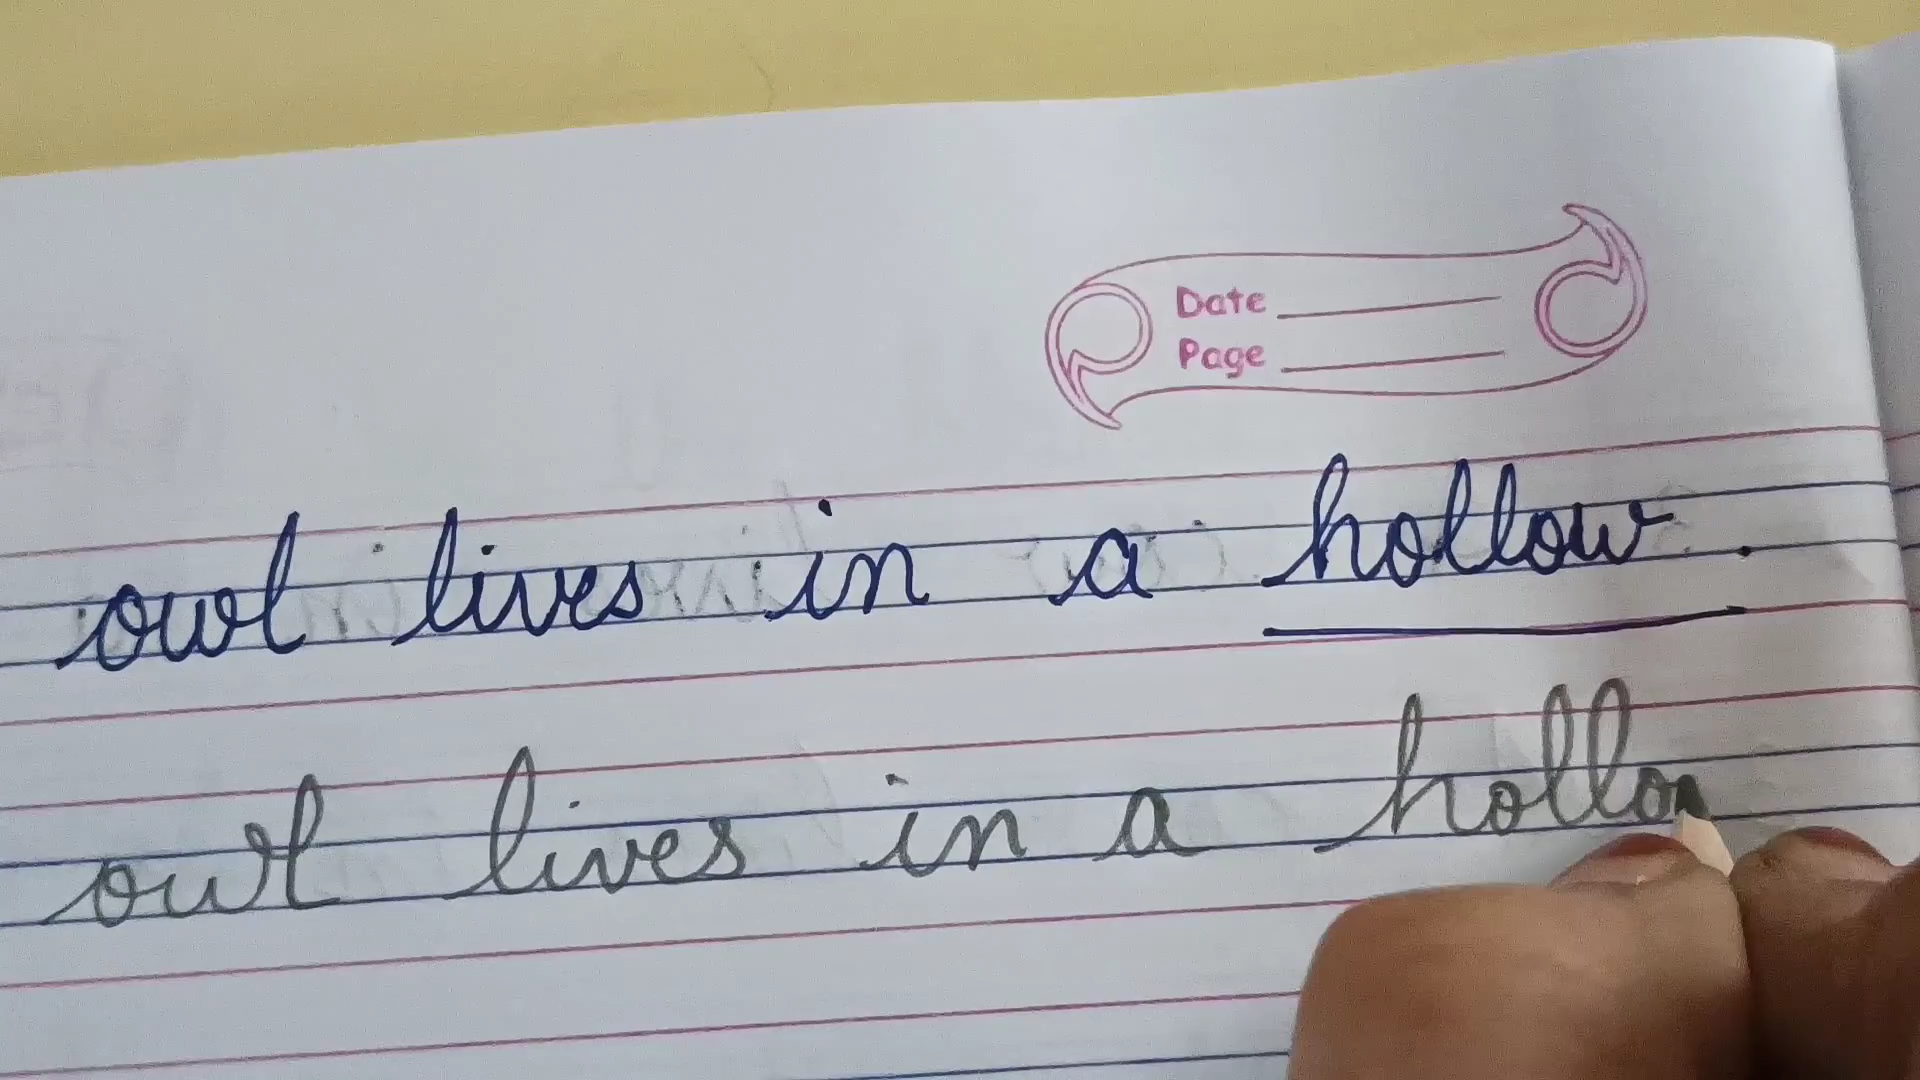 Date
Page
owl lives in a hollow.
owl lives in a hollo